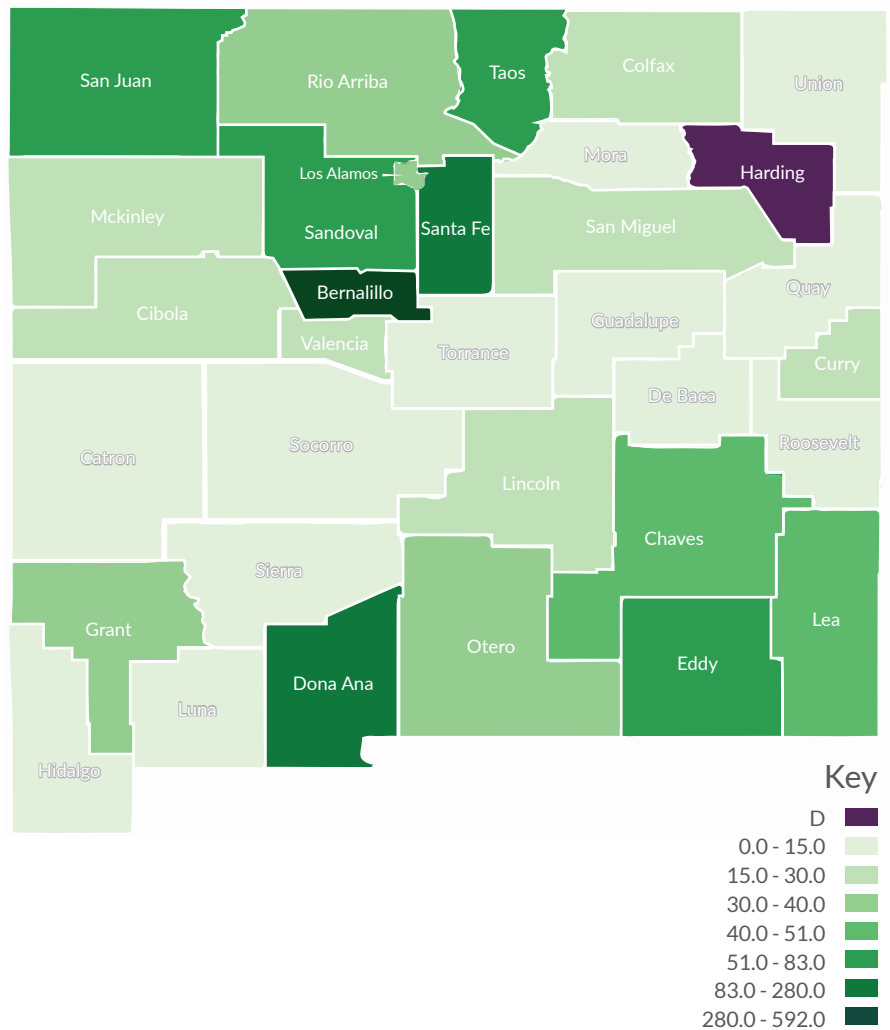 San Juan
Rio Arriba
Taos
Colfax
Union
Mora
Harding
Los Alamos
Mckinley
Sandoval
Santa Fe
San Miguel
Quay
Bernalillo
Cibola
Valencia
Torrance
Guadalupe
Curry
De Baca
Catron
Socorro
Roosevelt
Lincoln
Chaves
Sierra
Grant
Otero
Lea
Eddy
Dona Ana
Luna
Hidalgo
Key
D
0.0 - 15.0
15.0 - 30.0
30.0 - 40.0
40.0 - 51.0
51.0 - 83.0
83.0 - 280.0
280.0 - 592.0